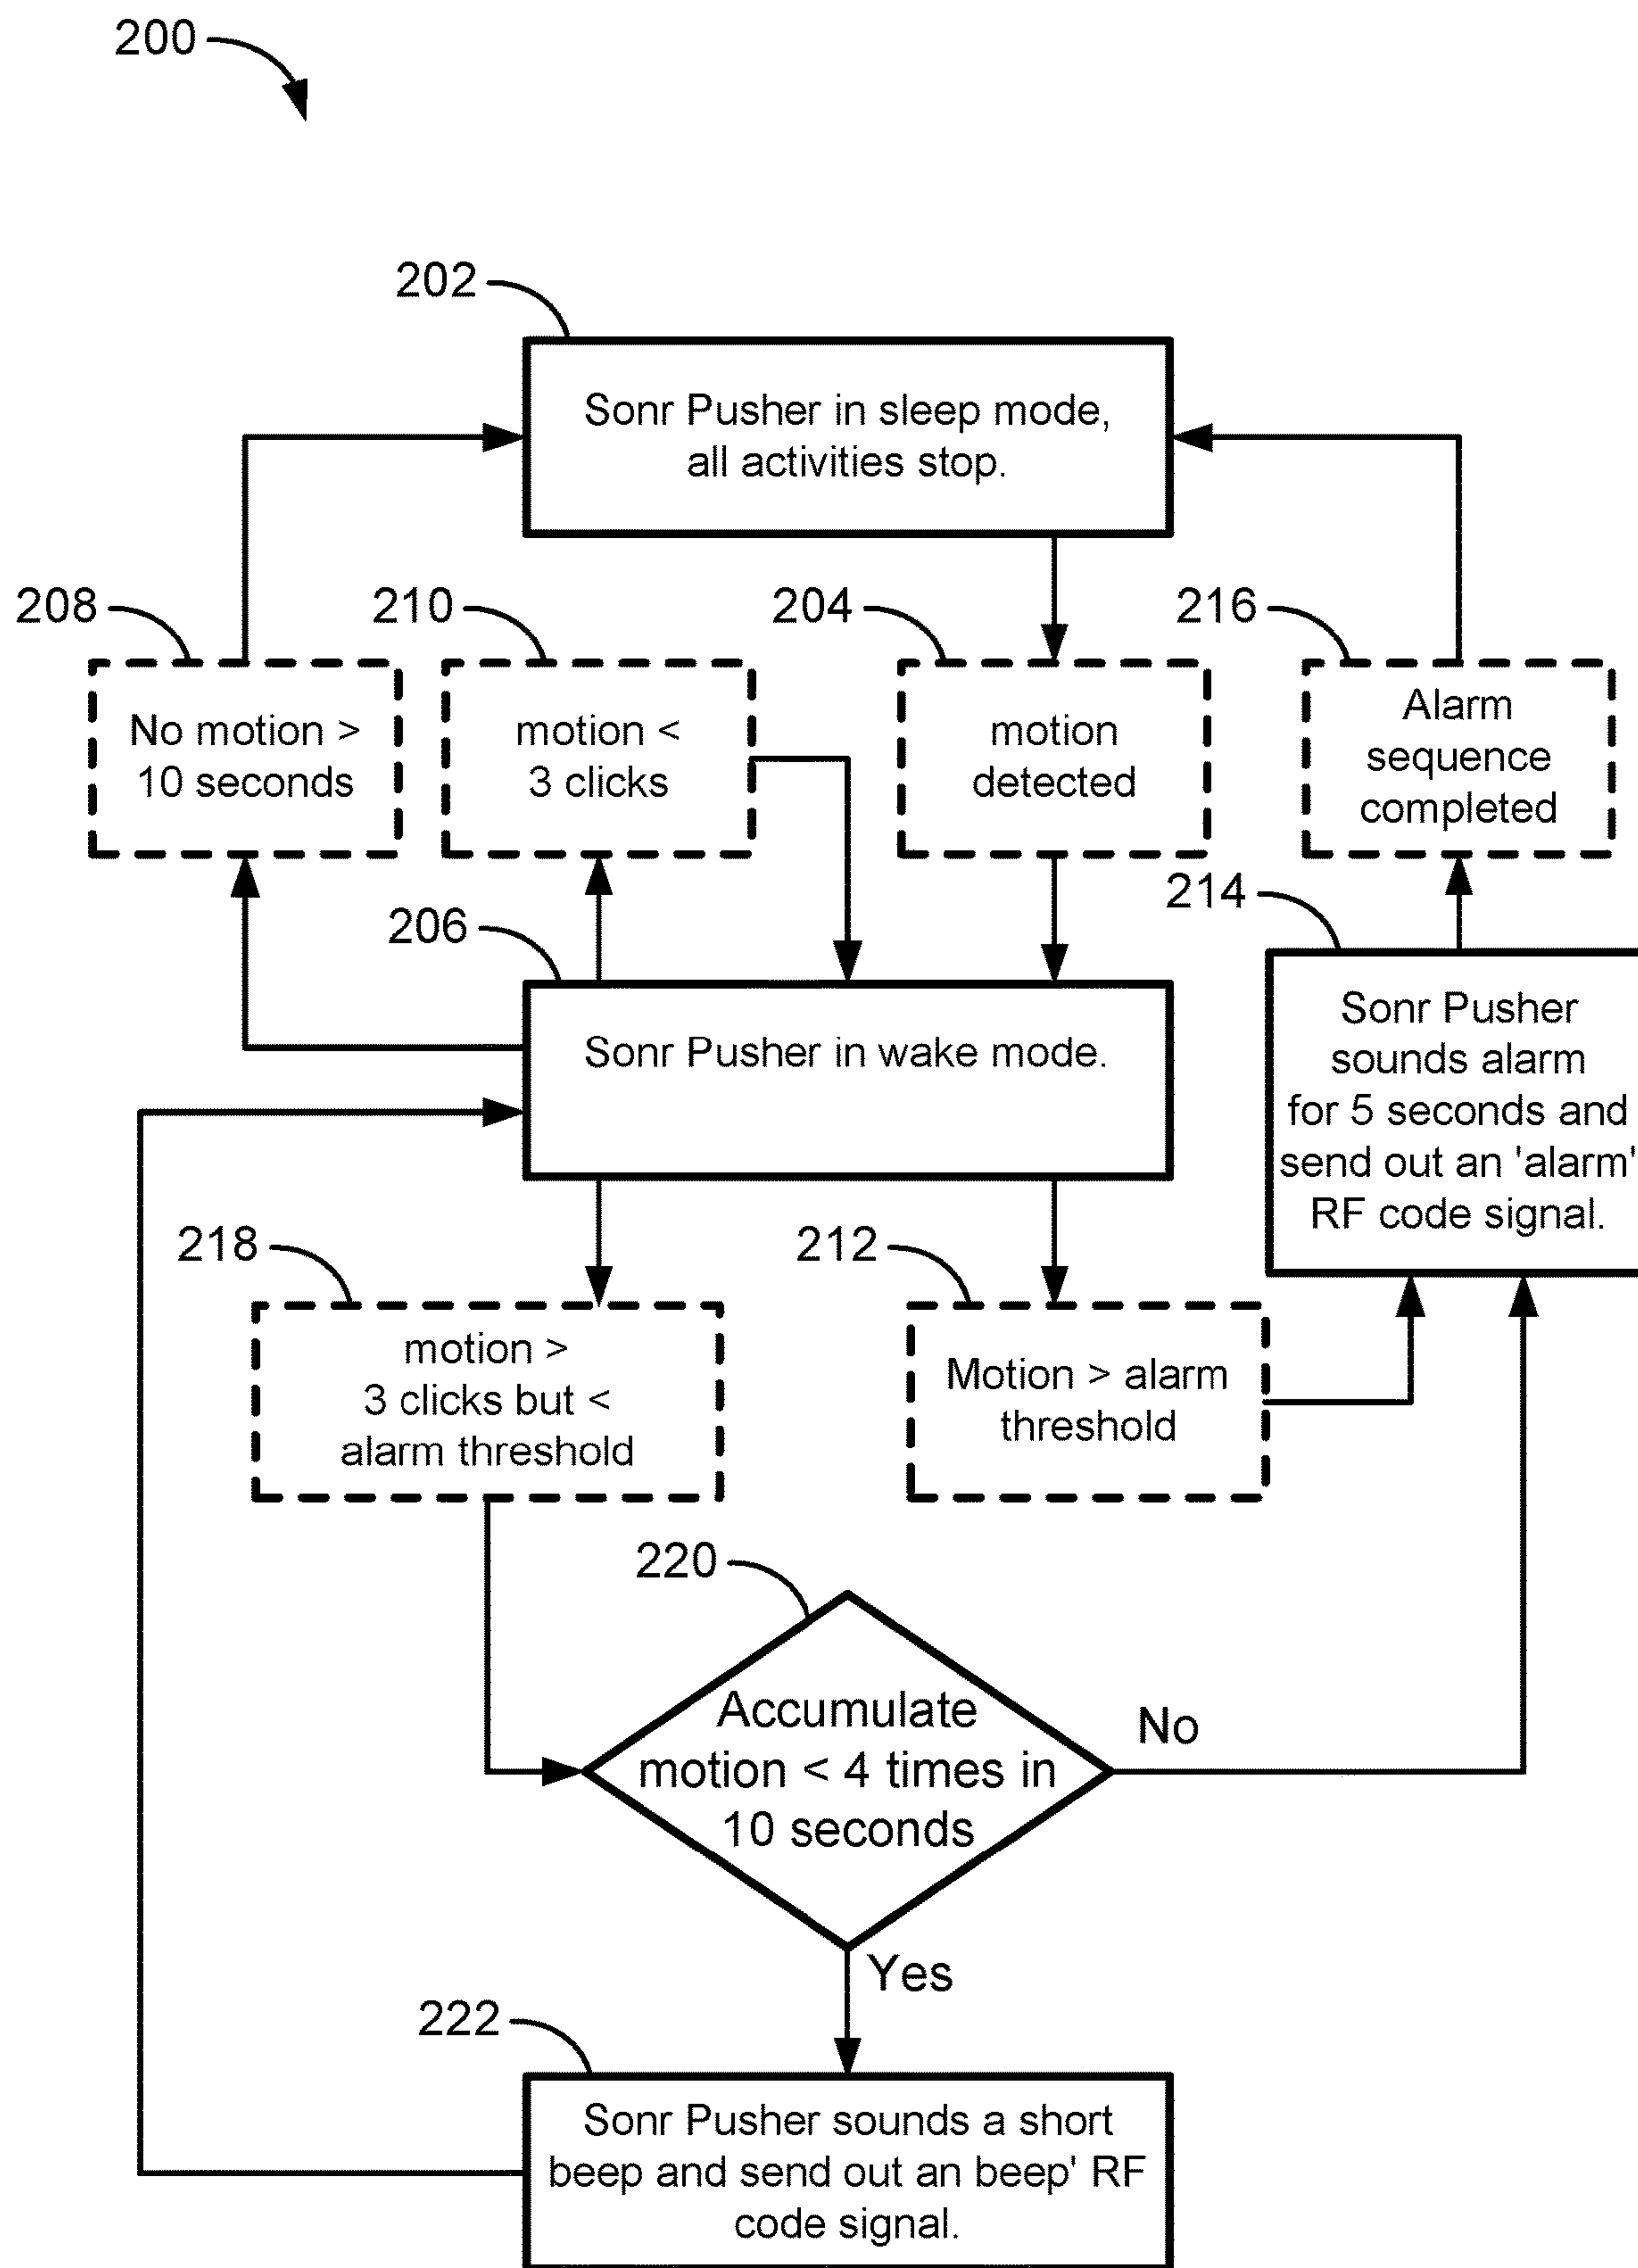 200
202
Sonr Pusher in sleep mode,
all activities stop.
208
210
204
216
No motion >
10 seconds
motion <
3 clicks
motion
detected
Alarm
sequence
completed
214
206
Sonr Pusher in wake mode.
Sonr Pusher
sounds alarm
for 5 seconds and
send out an 'alarm'
RF code signal.
218
212
motion >
3 clicks but <
alarm threshold
Motion > alarm
threshold
220
Accumulate
motion < 4 times in
10 seconds
No
Yes
222
Sonr Pusher sounds a short
beep and send out an beep' RF
code signal.